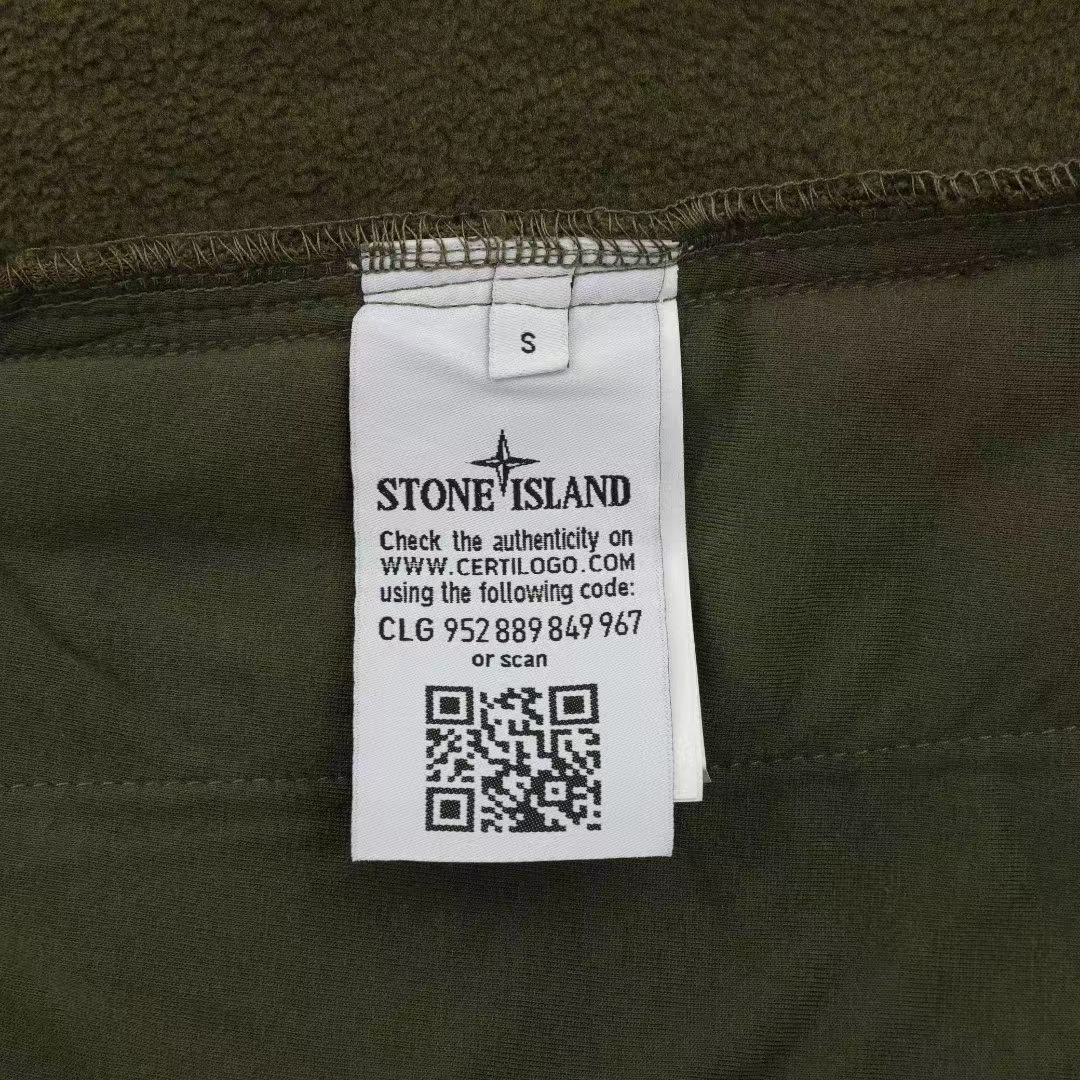 S
STONE ISLAND
Check the authenticity on
WWW.CERTILOGO.COM
using the following code:
CLG 952 889 849 967
or scan